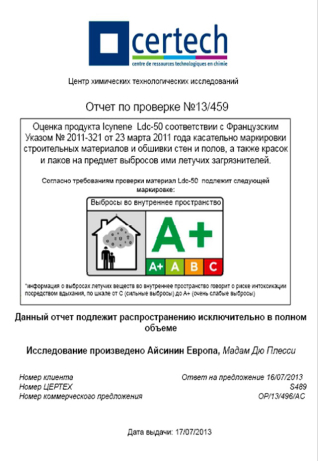 certech
centre de ressources technologiques en chimie
Центр химических технологических исследований
Отчет по проверке №13/459
Оценка продукта Icynene Ldc-50 соответствии с Французским
Указом № 2011-321 от 23 марта 2011 года касательно маркировки
строительных материалов и обшивки стен и полов, а также красок
и лаков на предмет выбросов ими летучих загрязнителей.
Согласно требованиям проверки материал Ldc-50 подлежит следующей
маркировке:
Выбросы во внутреннее пространство
A+
A+ A B C
*информация о выбросах летучих веществ во внутреннее пространство говорит о риске интоксикации
посредством вдыхания, по шкале от С (сильные выбросы) до А+ (очень слабые выбросы)
Данный отчет подлежит распространию исключительно в полном
объеме
Исследование произведено Айсинин Европа, Мадам Дю Плесси
Номер клиента Ответ на предложение 16/07/2013
Номер ЦЕРТЕХ S489
Номер коммерческого предложения OP/13/496/AC
Дата выдачи: 17/07/2013